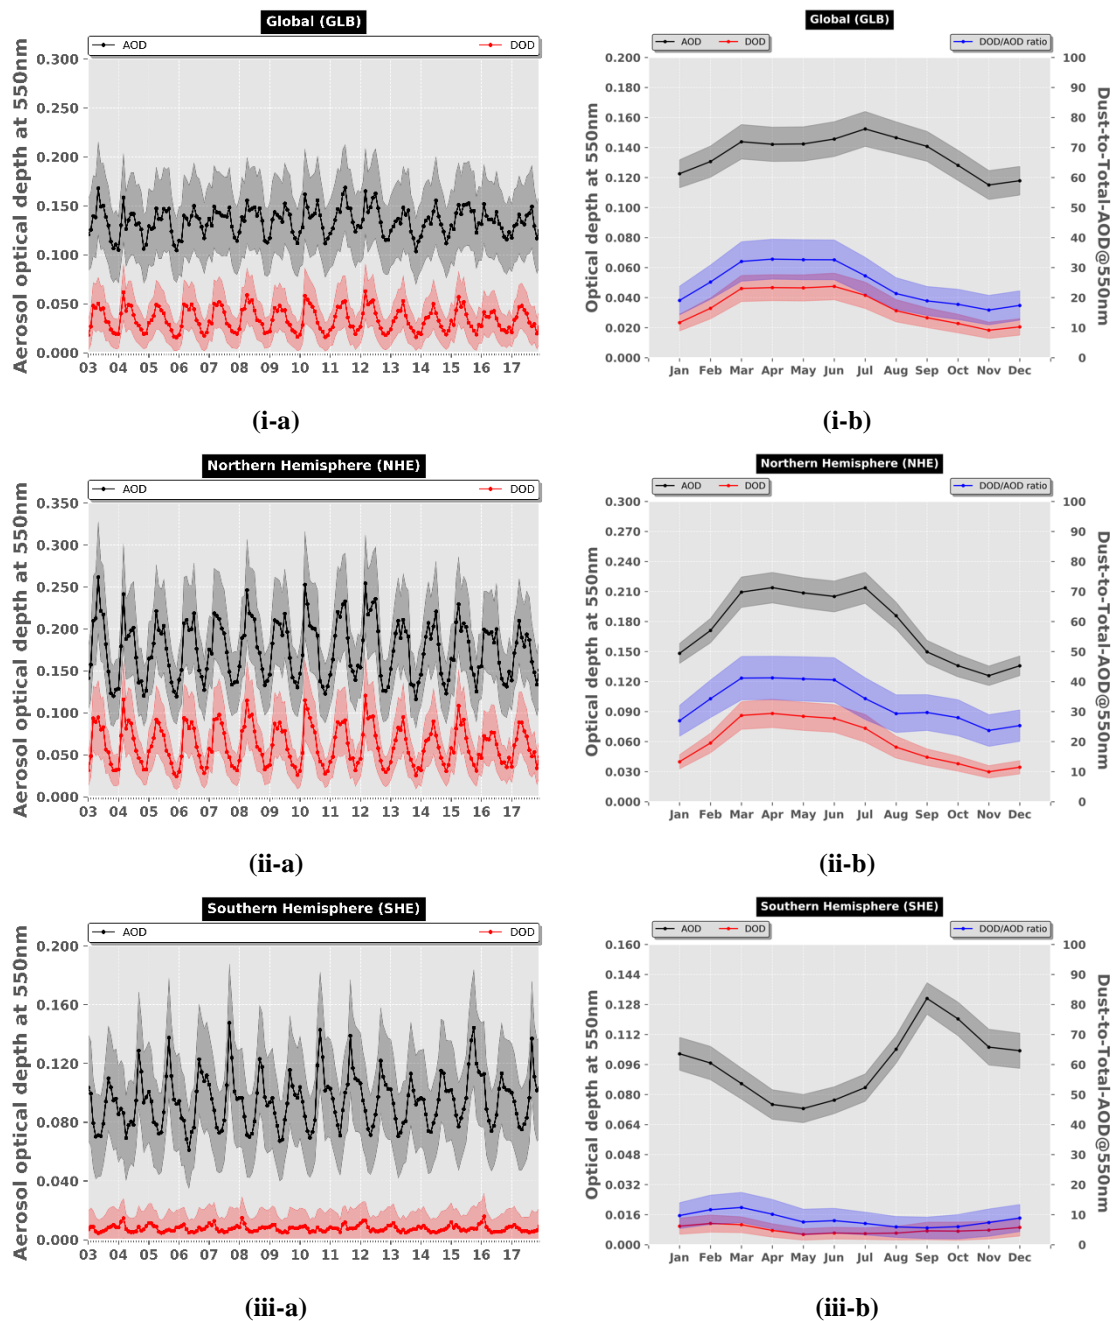 Global (GLB)
AOD DOD
Aerosol optical depth at 550nm
0.300
0.250
0.200
0.150
0.100
0.050
0.000
03 04 05 06 07 08 09 10 11 12 13 14 15 16 17
(i-a)
Global (GLB)
AOD DOD DOD/AOD ratio
Optical depth at 550nm
0.200
0.180
0.160
0.140
0.120
0.100
0.080
0.060
0.040
0.020
0.000
100
90
80
70
60
50
40
30
20
10
0
Dust-to-Total-AOD@550nm
Jan Feb Mar Apr May Jun Jul Aug Sep Oct Nov Dec
(i-b)
Northern Hemisphere (NHE)
AOD DOD
Aerosol optical depth at 550nm
0.350
0.300
0.250
0.200
0.150
0.100
0.050
0.000
03 04 05 06 07 08 09 10 11 12 13 14 15 16 17
(ii-a)
Northern Hemisphere (NHE)
AOD DOD DOD/AOD ratio
Optical depth at 550nm
0.300
0.270
0.240
0.210
0.180
0.150
0.120
0.090
0.060
0.030
0.000
100
90
80
70
60
50
40
30
20
10
0
Dust-to-Total-AOD@550nm
Jan Feb Mar Apr May Jun Jul Aug Sep Oct Nov Dec
(ii-b)
Southern Hemisphere (SHE)
AOD DOD
Aerosol optical depth at 550nm
0.200
0.160
0.120
0.080
0.040
0.000
03 04 05 06 07 08 09 10 11 12 13 14 15 16 17
(iii-a)
Southern Hemisphere (SHE)
AOD DOD DOD/AOD ratio
Optical depth at 550nm
0.160
0.144
0.128
0.112
0.096
0.080
0.064
0.048
0.032
0.016
0.000
100
90
80
70
60
50
40
30
20
10
0
Dust-to-Total-AOD@550nm
Jan Feb Mar Apr May Jun Jul Aug Sep Oct Nov Dec
(iii-b)